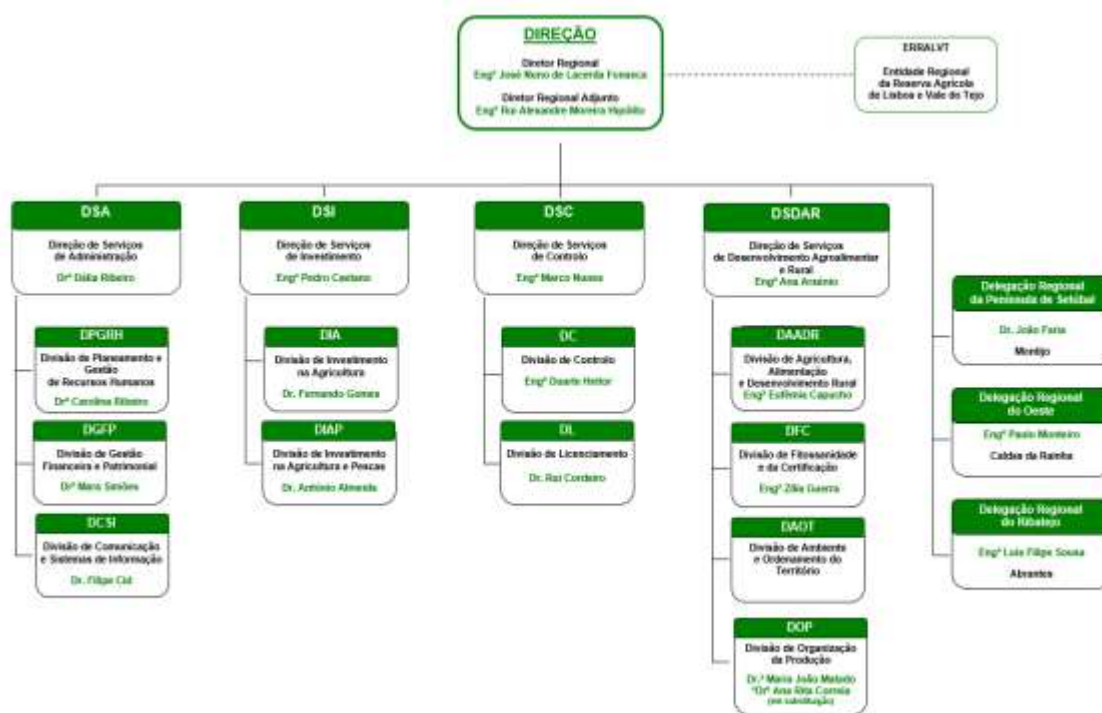 DIREÇÃO
Diretor Regional
Engº José Nuno de Lacerda Fonseca
Diretor Regional Adjunto
Engº Rui Alexandre Moreira Hipólito
ERRALVT
Entidade Regional
da Reserva Agrícola
de Lisboa e Vale do Tejo
DSA
Direção de Serviços
de Administração
Drª Dália Ribeiro
DPGRH
Divisão de Planeamento e
Gestão
de Recursos Humanos
Drª Carolina Ribeiro
DGFP
Divisão de Gestão
Financeira e Patrimonial
Drª Mara Simões
DCSI
Divisão de Comunicação
e Sistemas de Informação
Dr. Filipe Cid
DSI
Direção de Serviços
de Investimento
Engº Pedro Caetano
DIA
Divisão de Investimento
na Agricultura
Dr. Fernando Gomes
DIAP
Divisão de Investimento
na Agricultura e Pescas
Dr. António Almeida
DSC
Direção de Serviços
de Controlo
Engº Marco Nunes
DC
Divisão de Controlo
Engº Duarte Heitor
DL
Divisão de Licenciamento
Dr. Rui Cordeiro
DSDAR
Direção de Serviços
de Desenvolvimento Agroalimentar
e Rural
Engª Ana Arsénio
DAADR
Divisão de Agricultura,
Alimentação
e Desenvolvimento Rural
Engª Eufémia Capucho
DFC
Divisão de Fitossanidade
e da Certificação
Engª Zília Guerra
DAOT
Divisão de Ambiente
e Ordenamento do
Território
DOP
Divisão de Organização
da Produção
Dr.ª Maria João
*Drª Ana Rita Correia
(em substituição)
Delegação Regional
da Península de Setúbal
Dr. João Faria
Montijo
Delegação Regional
do Oeste
Engº Paulo Monteiro
Caldas da Rainha
Delegação Regional
do Ribatejo
Engº Luis Filipe Sousa
Abrantes